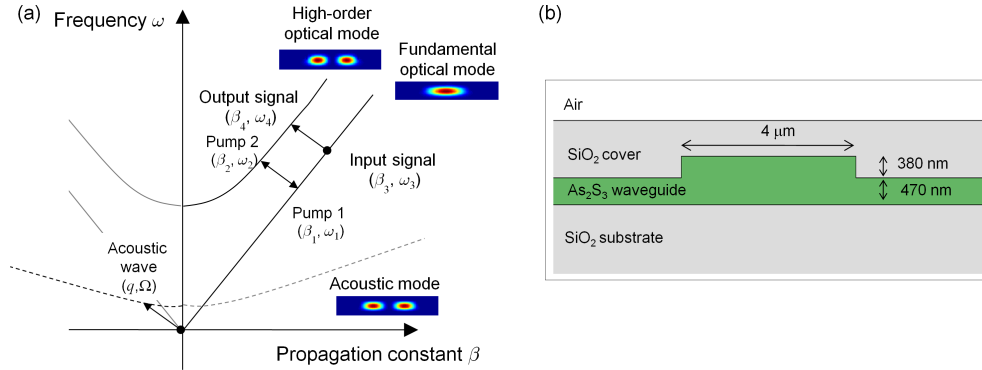 (a)
Frequency ω
High-order
optical mode
Fundamental
optical mode
Output signal
(β4, ω4)
Pump 2
(β2, ω2)
Input signal
(β3, ω3)
Pump 1
(β1, ω1)
Acoustic
wave
(q,Ω)
Acoustic mode
Propagation constant β
(b)
Air
4 μm
SiO2 cover
380 nm
As2S3 waveguide
470 nm
SiO2 substrate